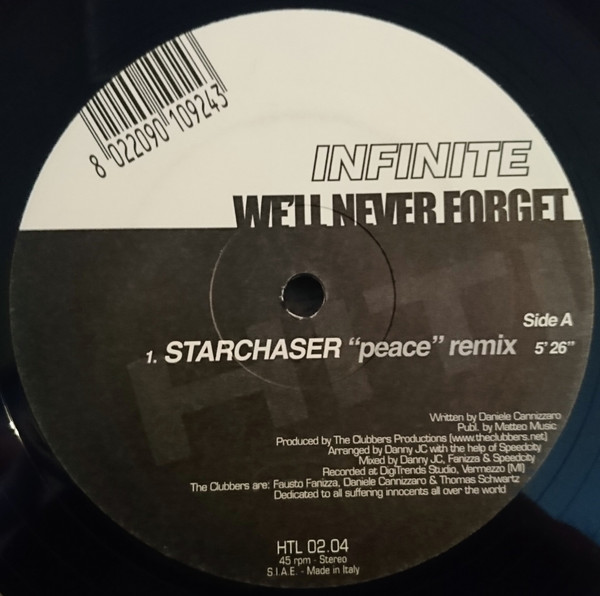 8 022090 109243
INFINITE
WE'LL NEVER FORGET
Side A
1. STARCHASER "peace" remix 5' 26"
Written by Daniele Cannizzaro
Publ. by Matteo Music
Produced by The Clubbers Productions (www.theclubbers.net)
Arranged by Danny JC with the help of Speedcity
Mixed by Danny JC, Fanizza & Speedcity
Recorded at DigiTrends Studio, Vermezzo (MI)
The Clubbers are: Fausto Fanizza, Daniele Cannizzaro & Thomas Schwartz
Dedicated to all suffering innocents all over the world
HTL 02.04
45 rpm - Stereo
S.I.A.E. - Made in Italy